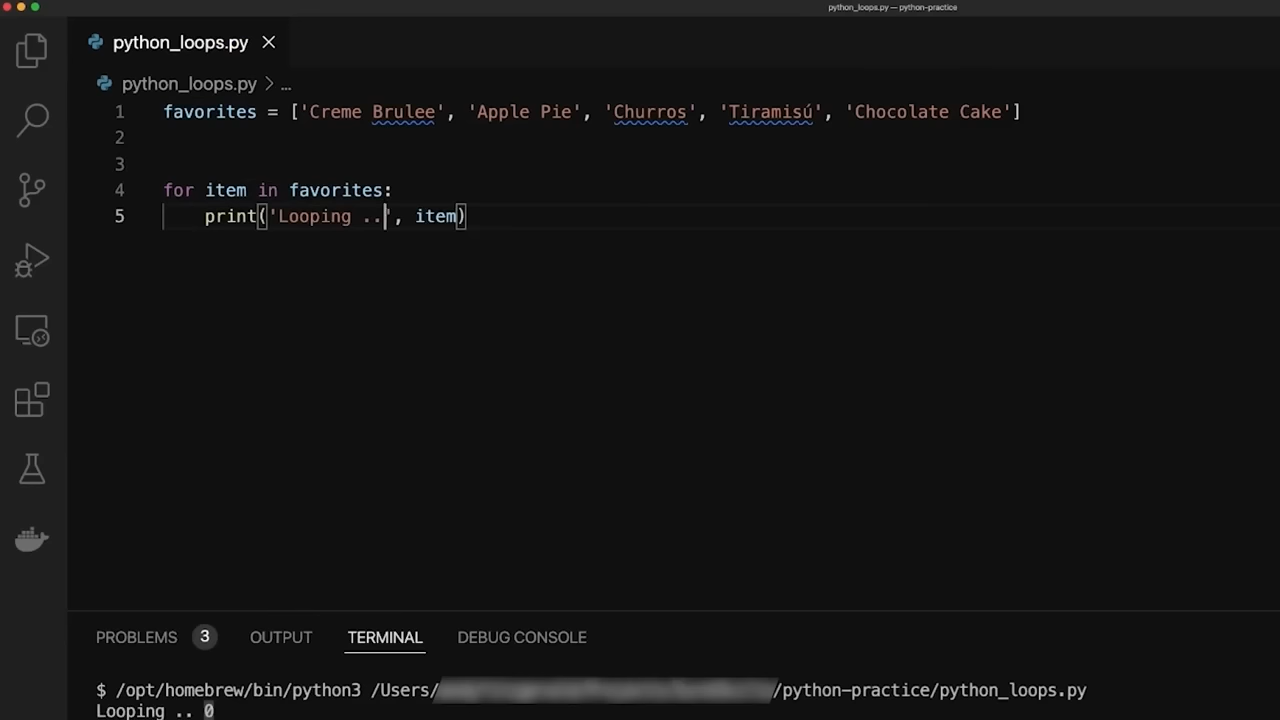 python_loops.py — python-practice
python_loops.py
python_loops.py > ...
1 favorites = ['Creme Brulee', 'Apple Pie', 'Churros', 'Tiramisú', 'Chocolate Cake']
2
3
4 for item in favorites:
5 print('Looping ..', item)
PROBLEMS 3 OUTPUT TERMINAL DEBUG CONSOLE
$ /opt/homebrew/bin/python3 /Users/ /python-practice/python_loops.py
Looping .. 0